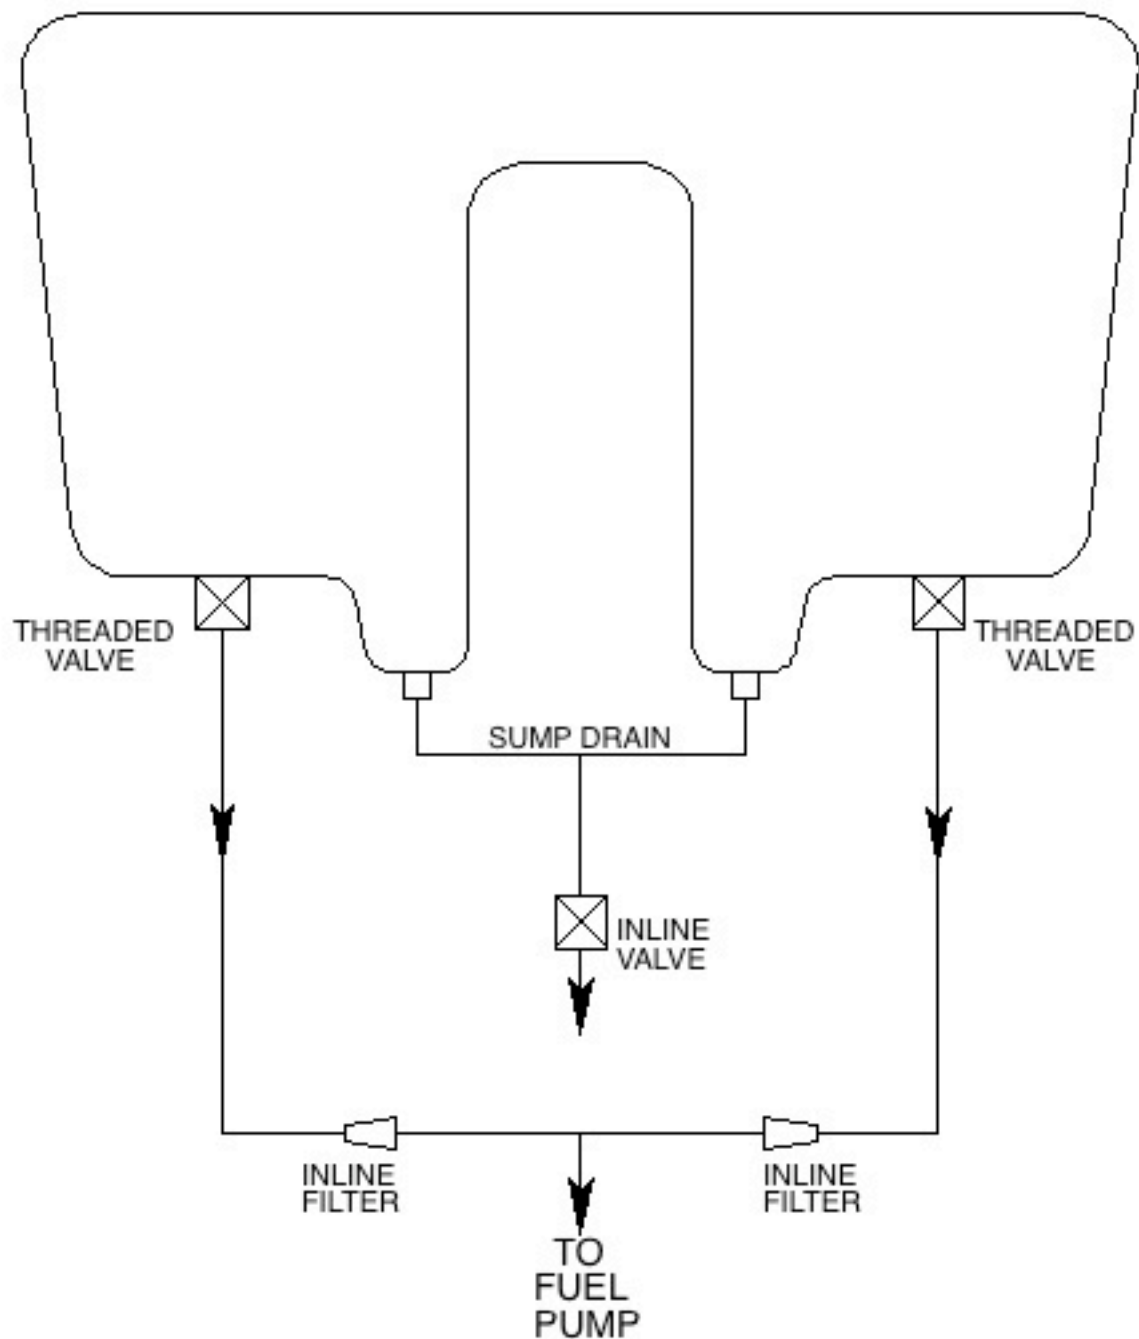 THREADED
VALVE
THREADED
VALVE
SUMP DRAIN
INLINE
VALVE
INLINE
FILTER
INLINE
FILTER
TO
FUEL
PUMP